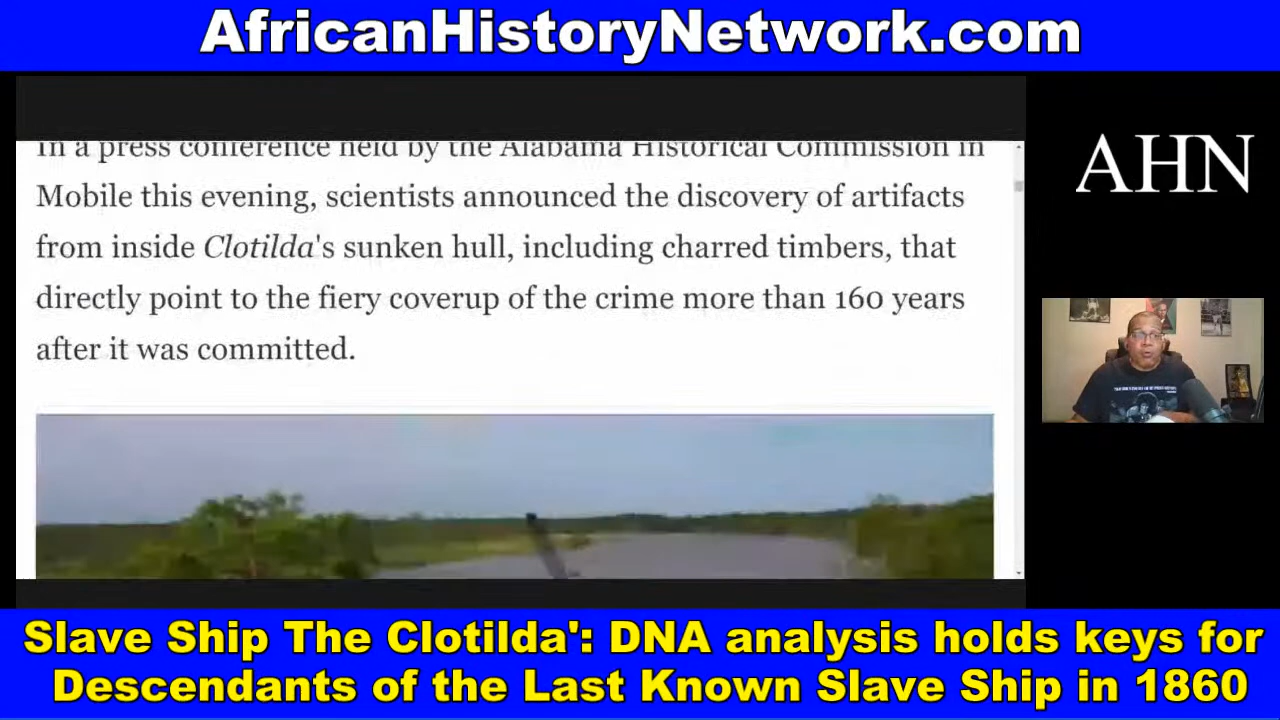 AfricanHistoryNetwork.com
In a press conference held by the Alabama Historical Commission in
Mobile this evening, scientists announced the discovery of artifacts
from inside Clotilda's sunken hull, including charred timbers, that
directly point to the fiery coverup of the crime more than 160 years
after it was committed.
AHN
Slave Ship The Clotilda': DNA analysis holds keys for
Descendants of the Last Known Slave Ship in 1860